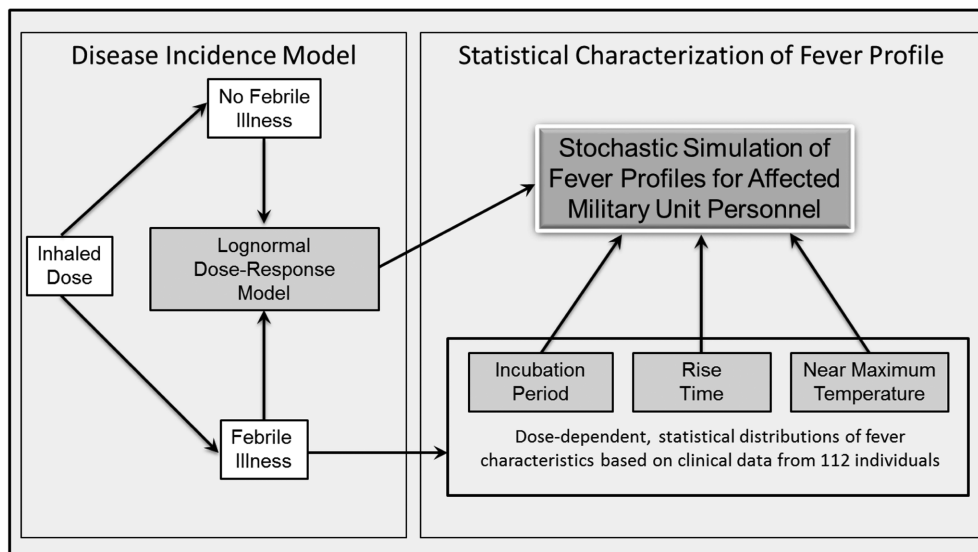 Disease Incidence Model
No Febrile
Illness
Inhaled
Dose
Lognormal
Dose-Response
Model
Febrile
Illness
Statistical Characterization of Fever Profile
Stochastic Simulation of
Fever Profiles for Affected
Military Unit Personnel
Incubation
Period
Rise
Time
Near Maximum
Temperature
Dose-dependent, statistical distributions of fever
characteristics based on clinical data from 112 individuals